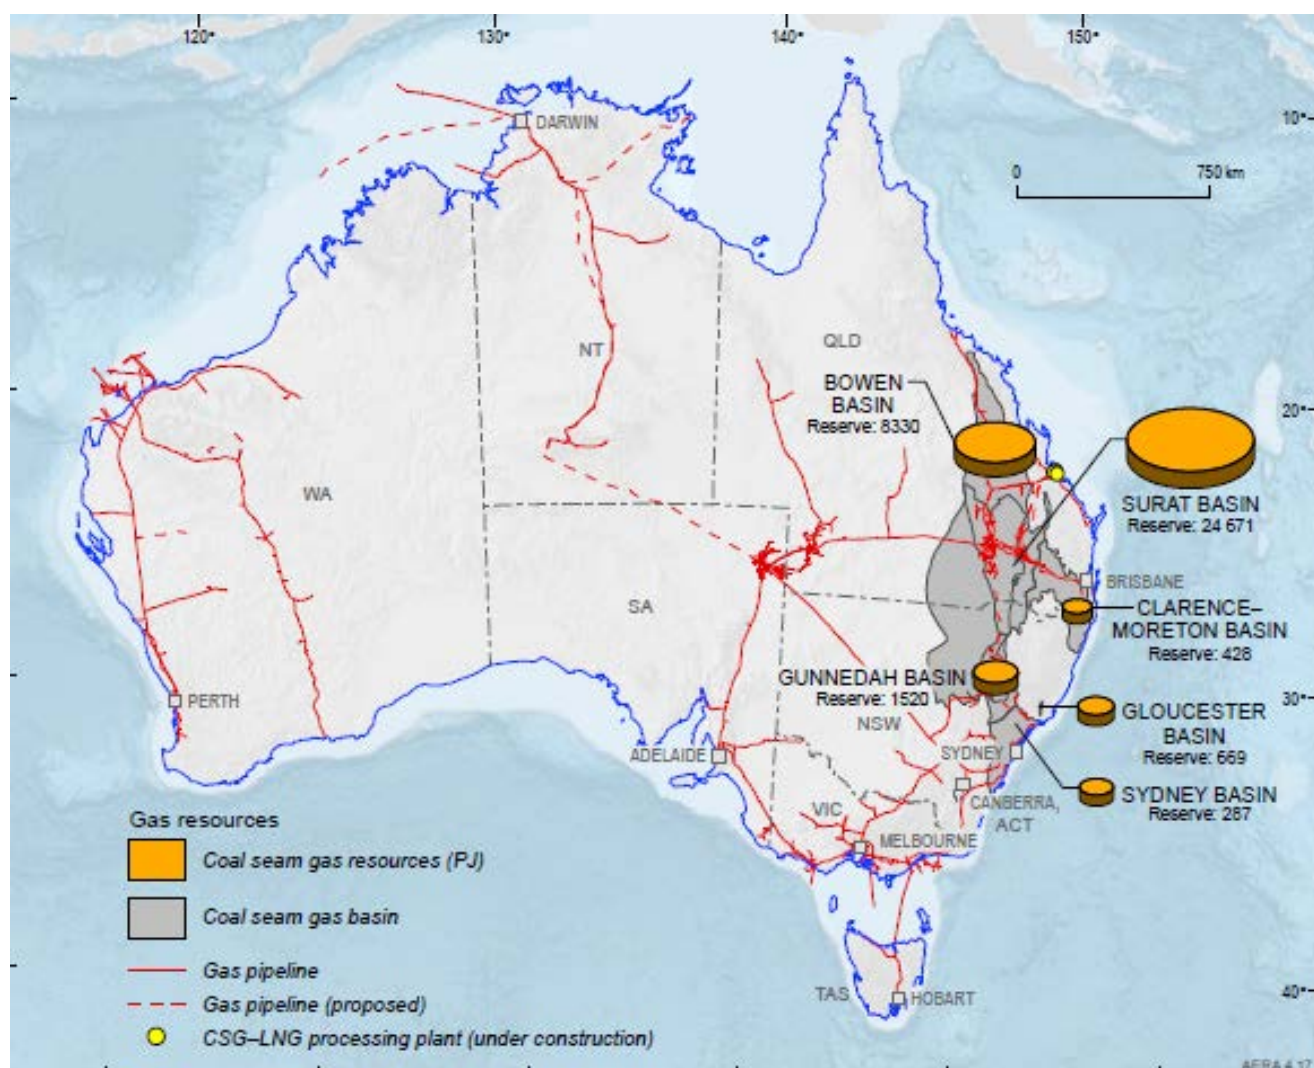 120°
130°
140°
150°
10°
DARWIN
0
750 km
QLD
NT
BOWEN
BASIN
Reserve: 8330
20°
WA
SURAT BASIN
Reserve: 24 671
BRISBANE
SA
CLARENCE–
MORETON BASIN
Reserve: 428
GUNNEDAH BASIN
Reserve: 1520
PERTH
30°
GLOUCESTER
BASIN
Reserve: 669
NSW
ADELAIDE
SYDNEY
SYDNEY BASIN
Reserve: 287
CANBERRA,
ACT
VIC
MELBOURNE
Gas resources
Coal seam gas resources (PJ)
Coal seam gas basin
Gas pipeline
Gas pipeline (proposed)
CSG–LNG processing plant (under construction)
TAS
HOBART
40°